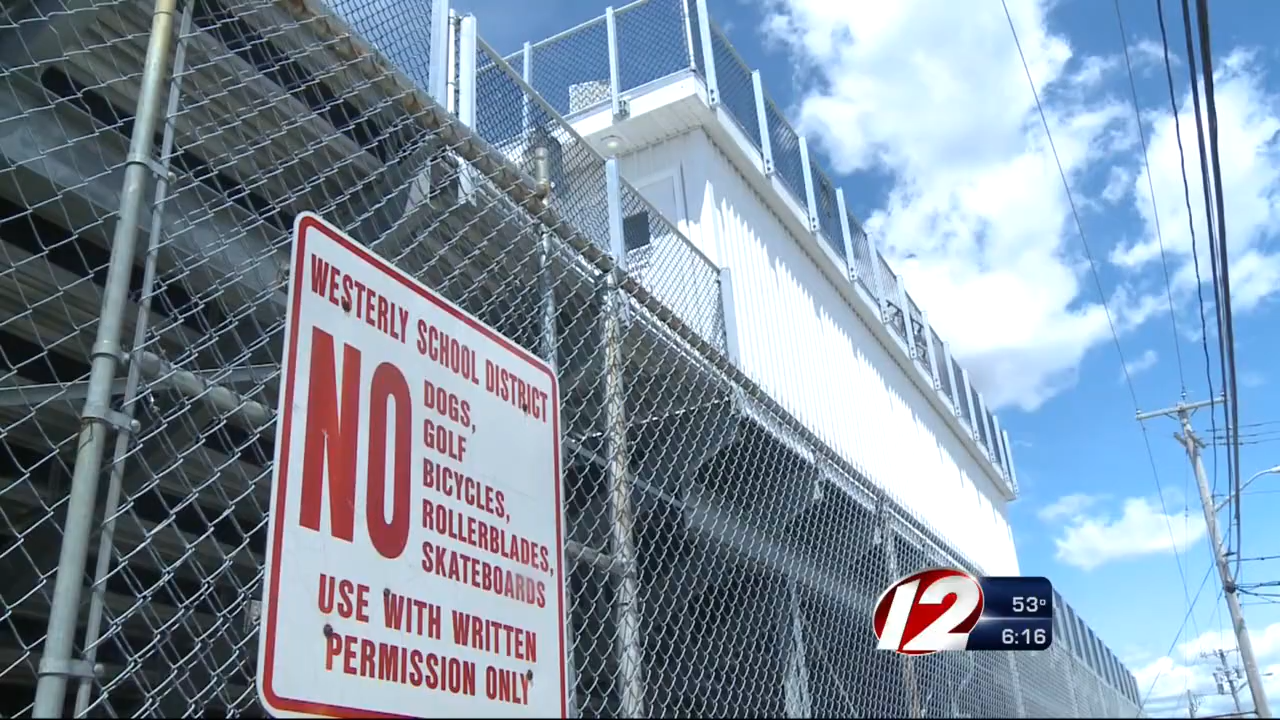 WESTERLY SCHOOL DISTRICT
NO
DOGS,
GOLF
BICYCLES,
ROLLERBLADES,
SKATEBOARDS
USE WITH WRITTEN
PERMISSION ONLY
12
53°
6:16